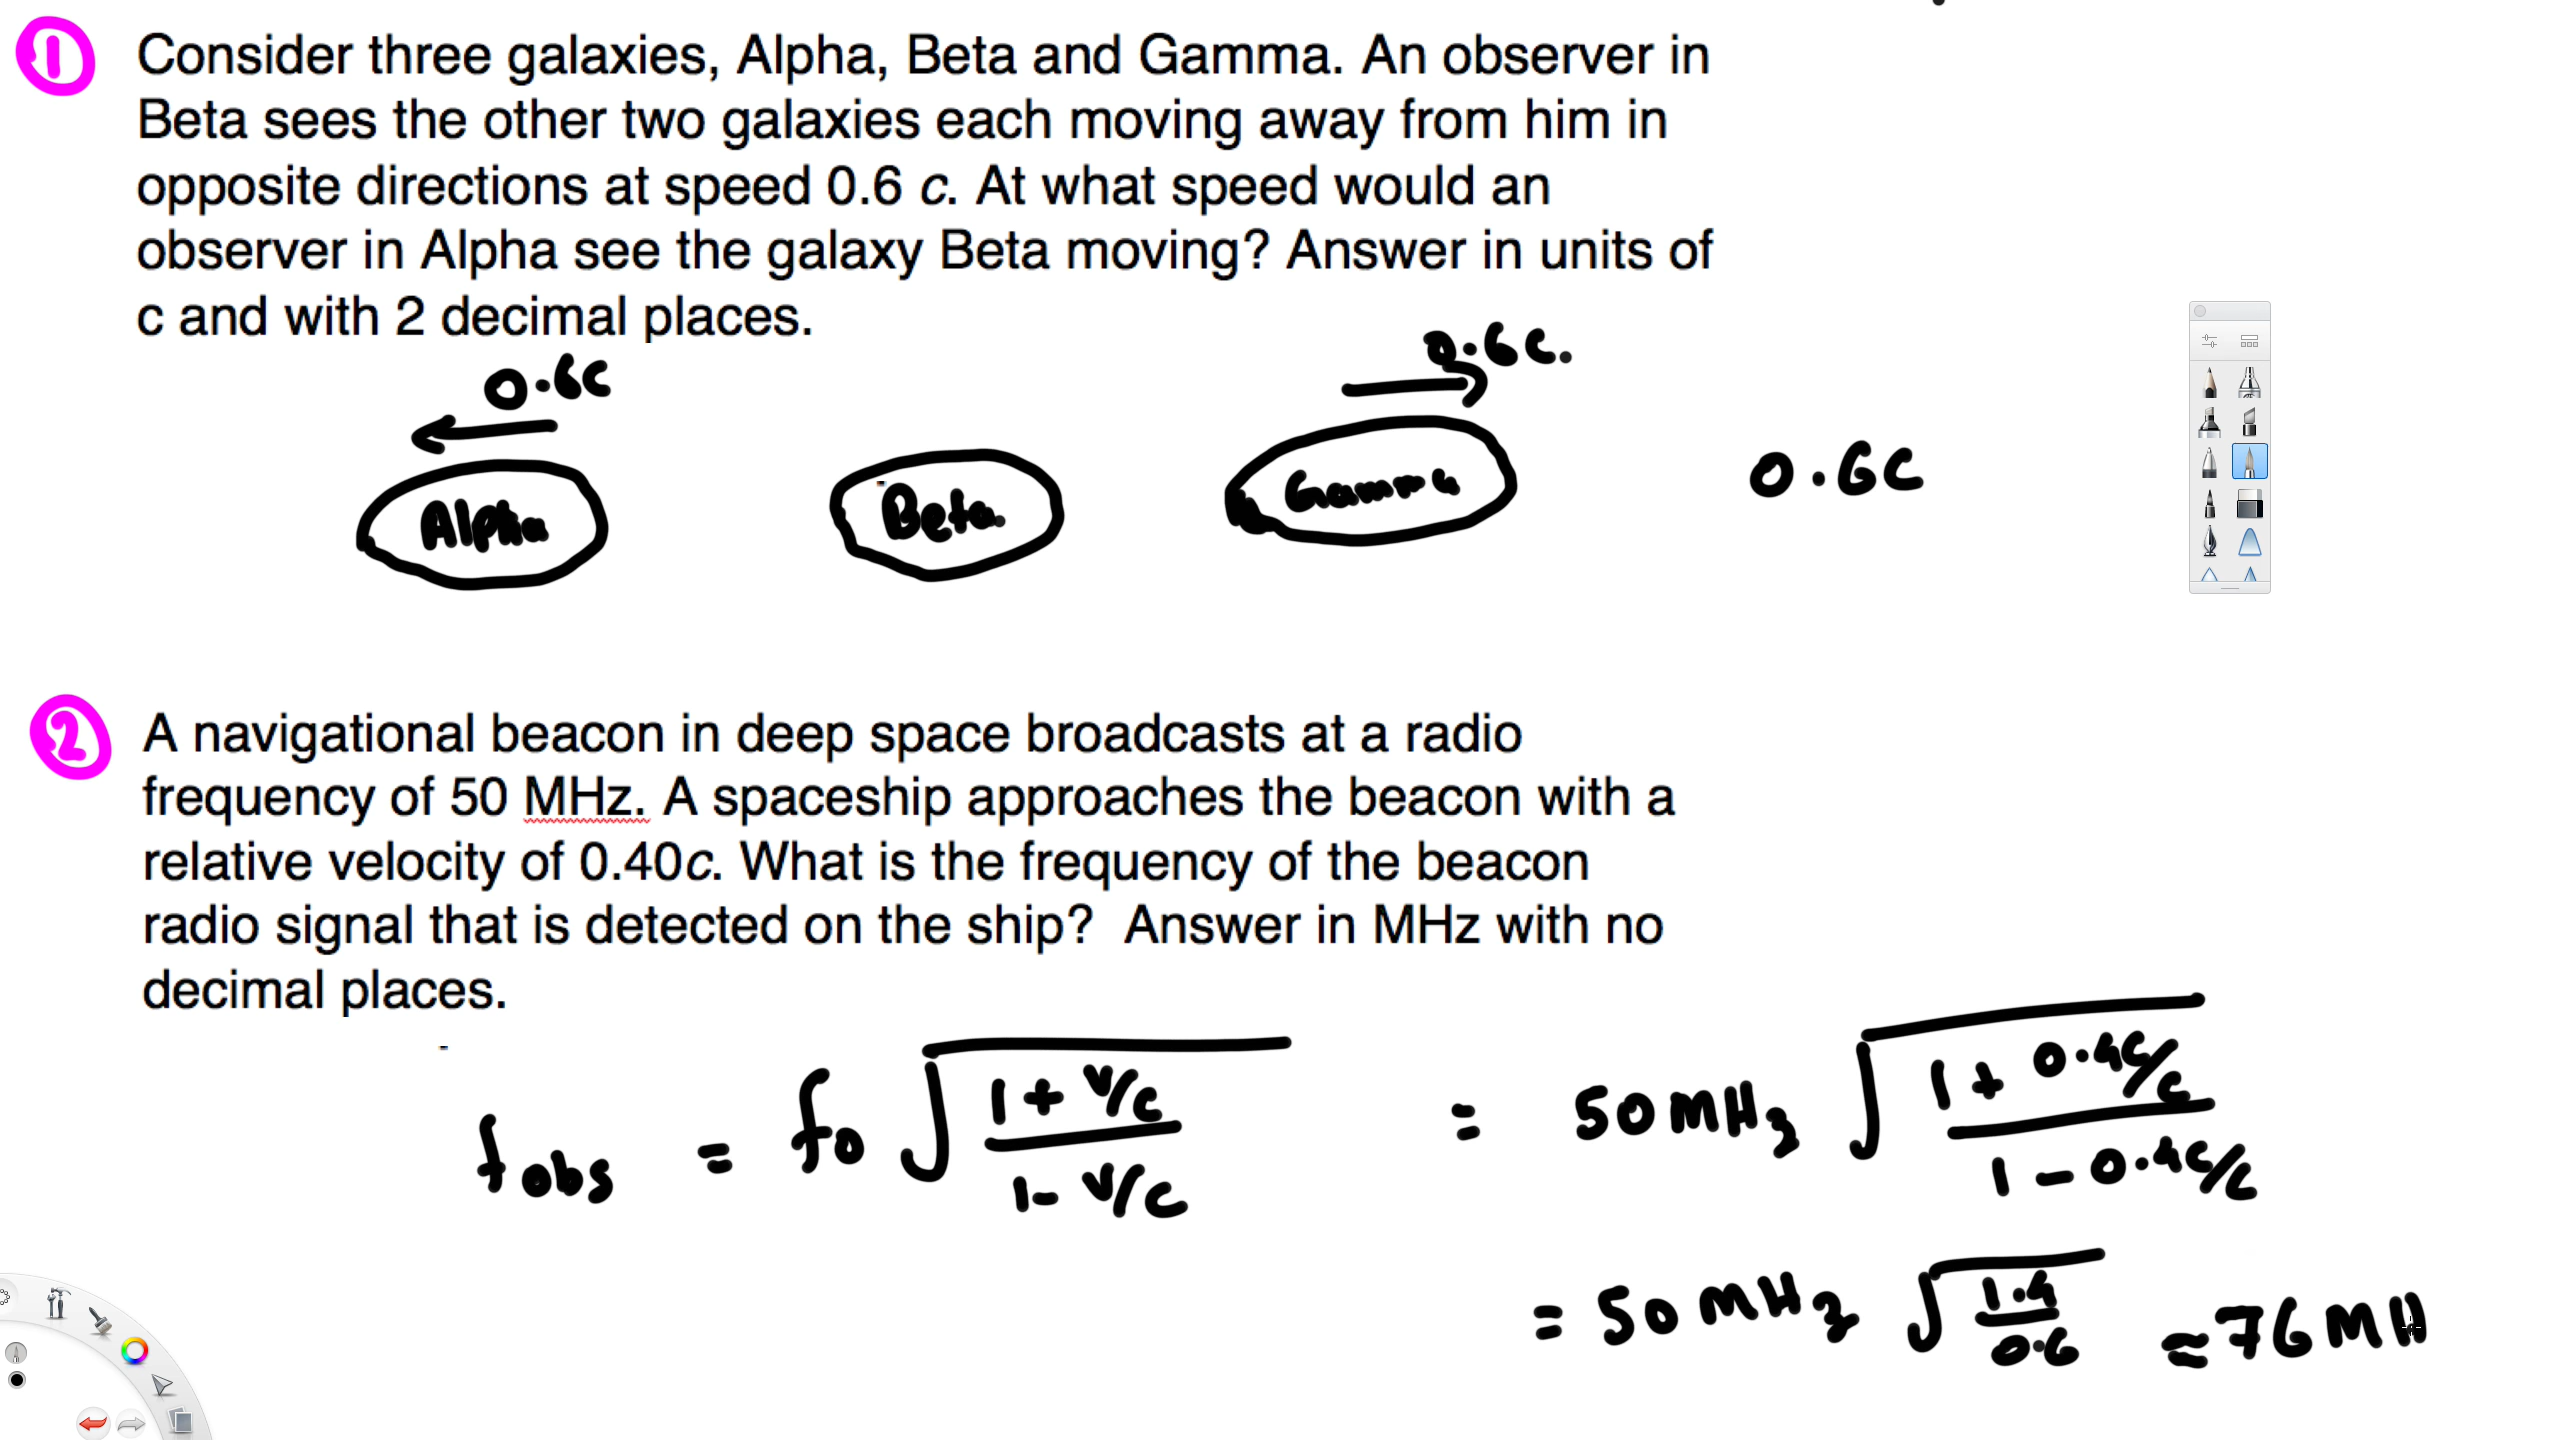 1 Consider three galaxies, Alpha, Beta and Gamma. An observer in
Beta sees the other two galaxies each moving away from him in
opposite directions at speed 0.6 c. At what speed would an
observer in Alpha see the galaxy Beta moving? Answer in units of
c and with 2 decimal places.
0.6C 0.6C.
Alpha Beta. Gamma 0.6C
2 A navigational beacon in deep space broadcasts at a radio
frequency of 50 MHz. A spaceship approaches the beacon with a
relative velocity of 0.40c. What is the frequency of the beacon
radio signal that is detected on the ship? Answer in MHz with no
decimal places.
fobs = fo √(1 + v/c / 1 - v/c) = 50 MHz √(1 + 0.4c/c / 1 - 0.4c/c)
= 50 MHz √(1.4 / 0.6) ≈ 76 MH